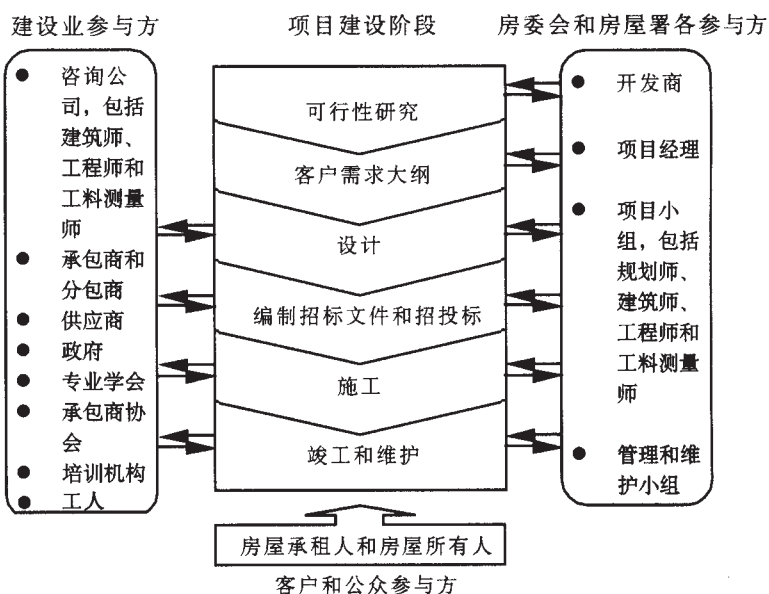 建设业参与方
项目建设阶段
房委会和房屋署各参与方
● 咨询公
司，包括
建筑师、
工程师和
工料测量
师
● 承包商和
分包商
● 供应商
● 政府
● 专业学会
● 承包商协
会
● 培训机构
● 工人
可行性研究
客户需求大纲
设计
编制招标文件和招投标
施工
竣工和维护
● 开发商
● 项目经理
● 项目小
组，包括
规划师、
建筑师、
工程师和
工料测量
师
● 管理和维
护小组
房屋承租人和房屋所有人
客户和公众参与方